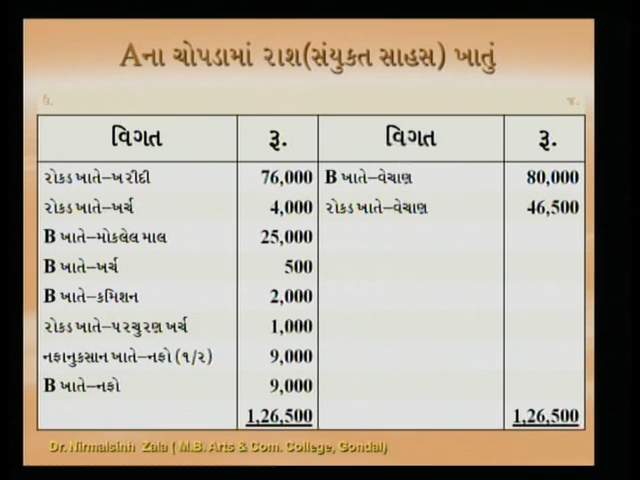 Aના ચોપડામાં રાશ(સંયુકત સાહસ) ખાતું
ઉ. જ.
વિગત રૂ. વિગત રૂ.
રોકડ ખાતે–ખરીદી 76,000 B ખાતે–વેચાણ 80,000
રોકડ ખાતે–ખર્ચ 4,000 રોકડ ખાતે–વેચાણ 46,500
B ખાતે–મોકલેલ માલ 25,000
B ખાતે–ખર્ચ 500
B ખાતે–કમિશન 2,000
રોકડ ખાતે–પરચુરણ ખર્ચ 1,000
નફાનુકસાન ખાતે–નફો (૧/૨) 9,000
B ખાતે–નફો 9,000
1,26,500 1,26,500
Dr. Nirmalsinh Zala ( M.B. Arts & Com. College, Gondal)